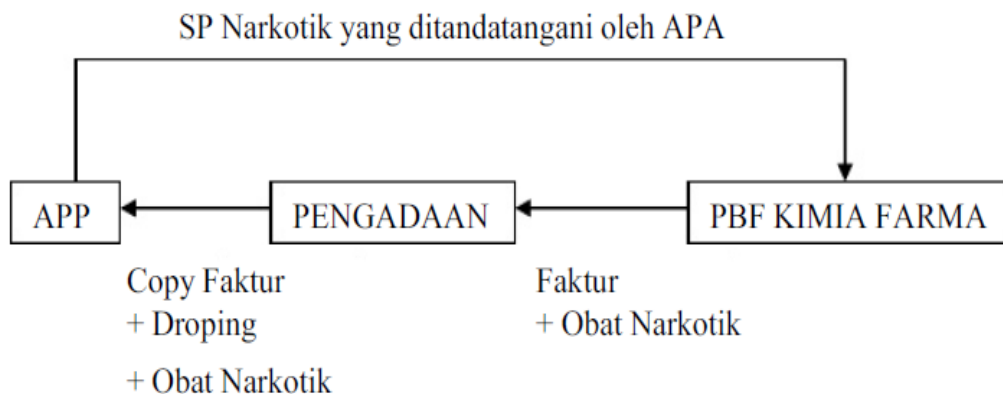 SP Narkotik yang ditandatangani oleh APA
APP
PENGADAAN
PBF KIMIA FARMA
Copy Faktur
+ Droping
+ Obat Narkotik
Faktur
+ Obat Narkotik